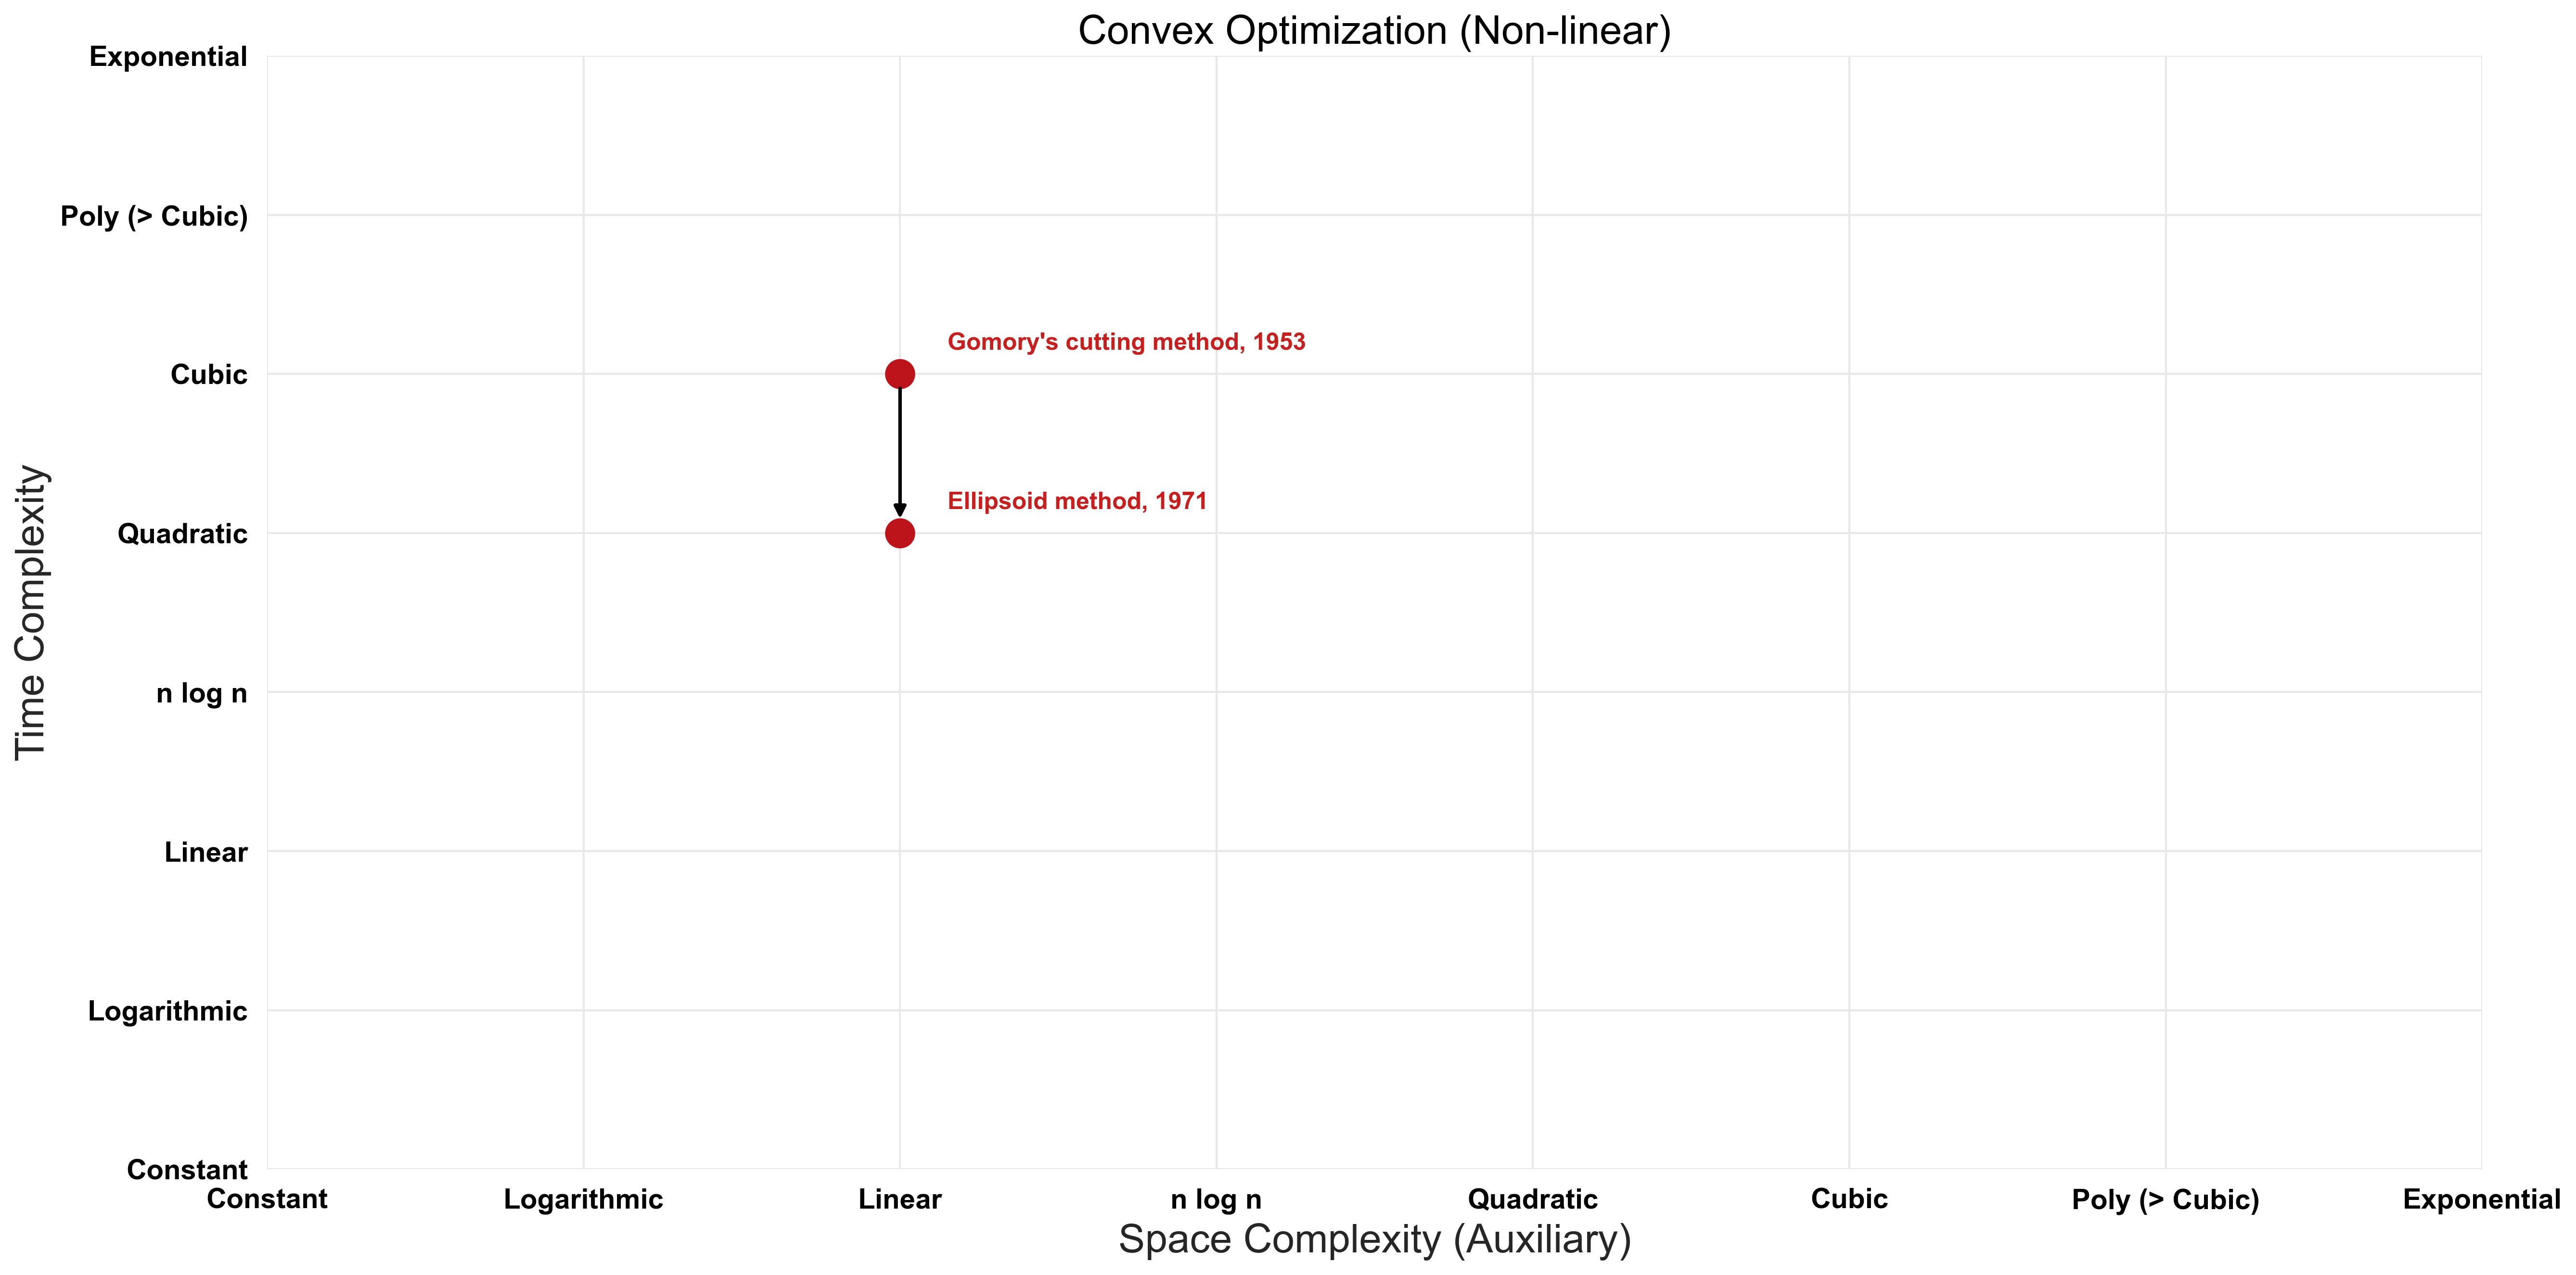 Convex Optimization (Non-linear)
Exponential
Poly (> Cubic)
Gomory's cutting method, 1953
Cubic
Ellipsoid method, 1971
Quadratic
Time Complexity
n log n
Linear
Logarithmic
Constant
Constant Logarithmic Linear n log n Quadratic Cubic Poly (> Cubic) Exponential
Space Complexity (Auxiliary)